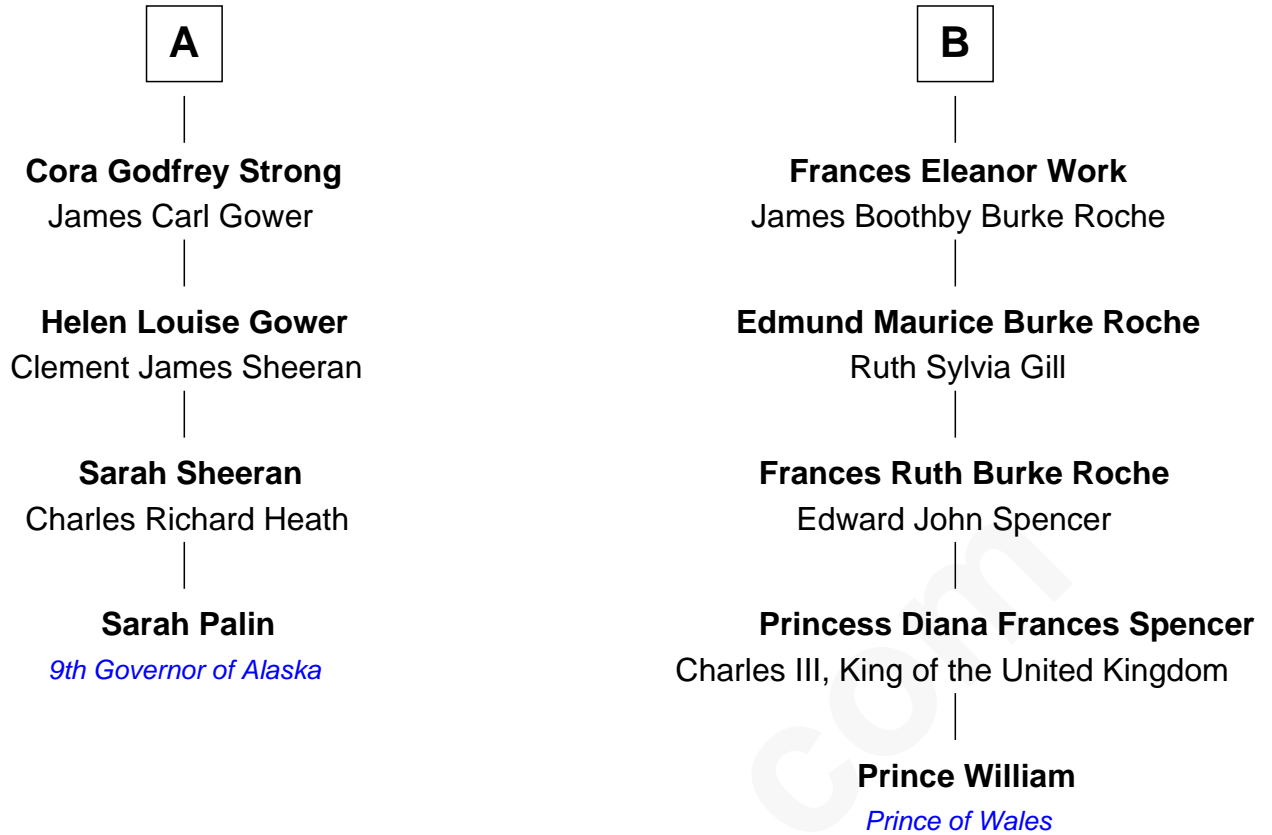 A
Cora Godfrey Strong
James Carl Gower
Helen Louise Gower
Clement James Sheeran
Sarah Sheeran
Charles Richard Heath
Sarah Palin
9th Governor of Alaska
B
Frances Eleanor Work
James Boothby Burke Roche
Edmund Maurice Burke Roche
Ruth Sylvia Gill
Frances Ruth Burke Roche
Edward John Spencer
Princess Diana Frances Spencer
Charles III, King of the United Kingdom
Prince William
Prince of Wales
com